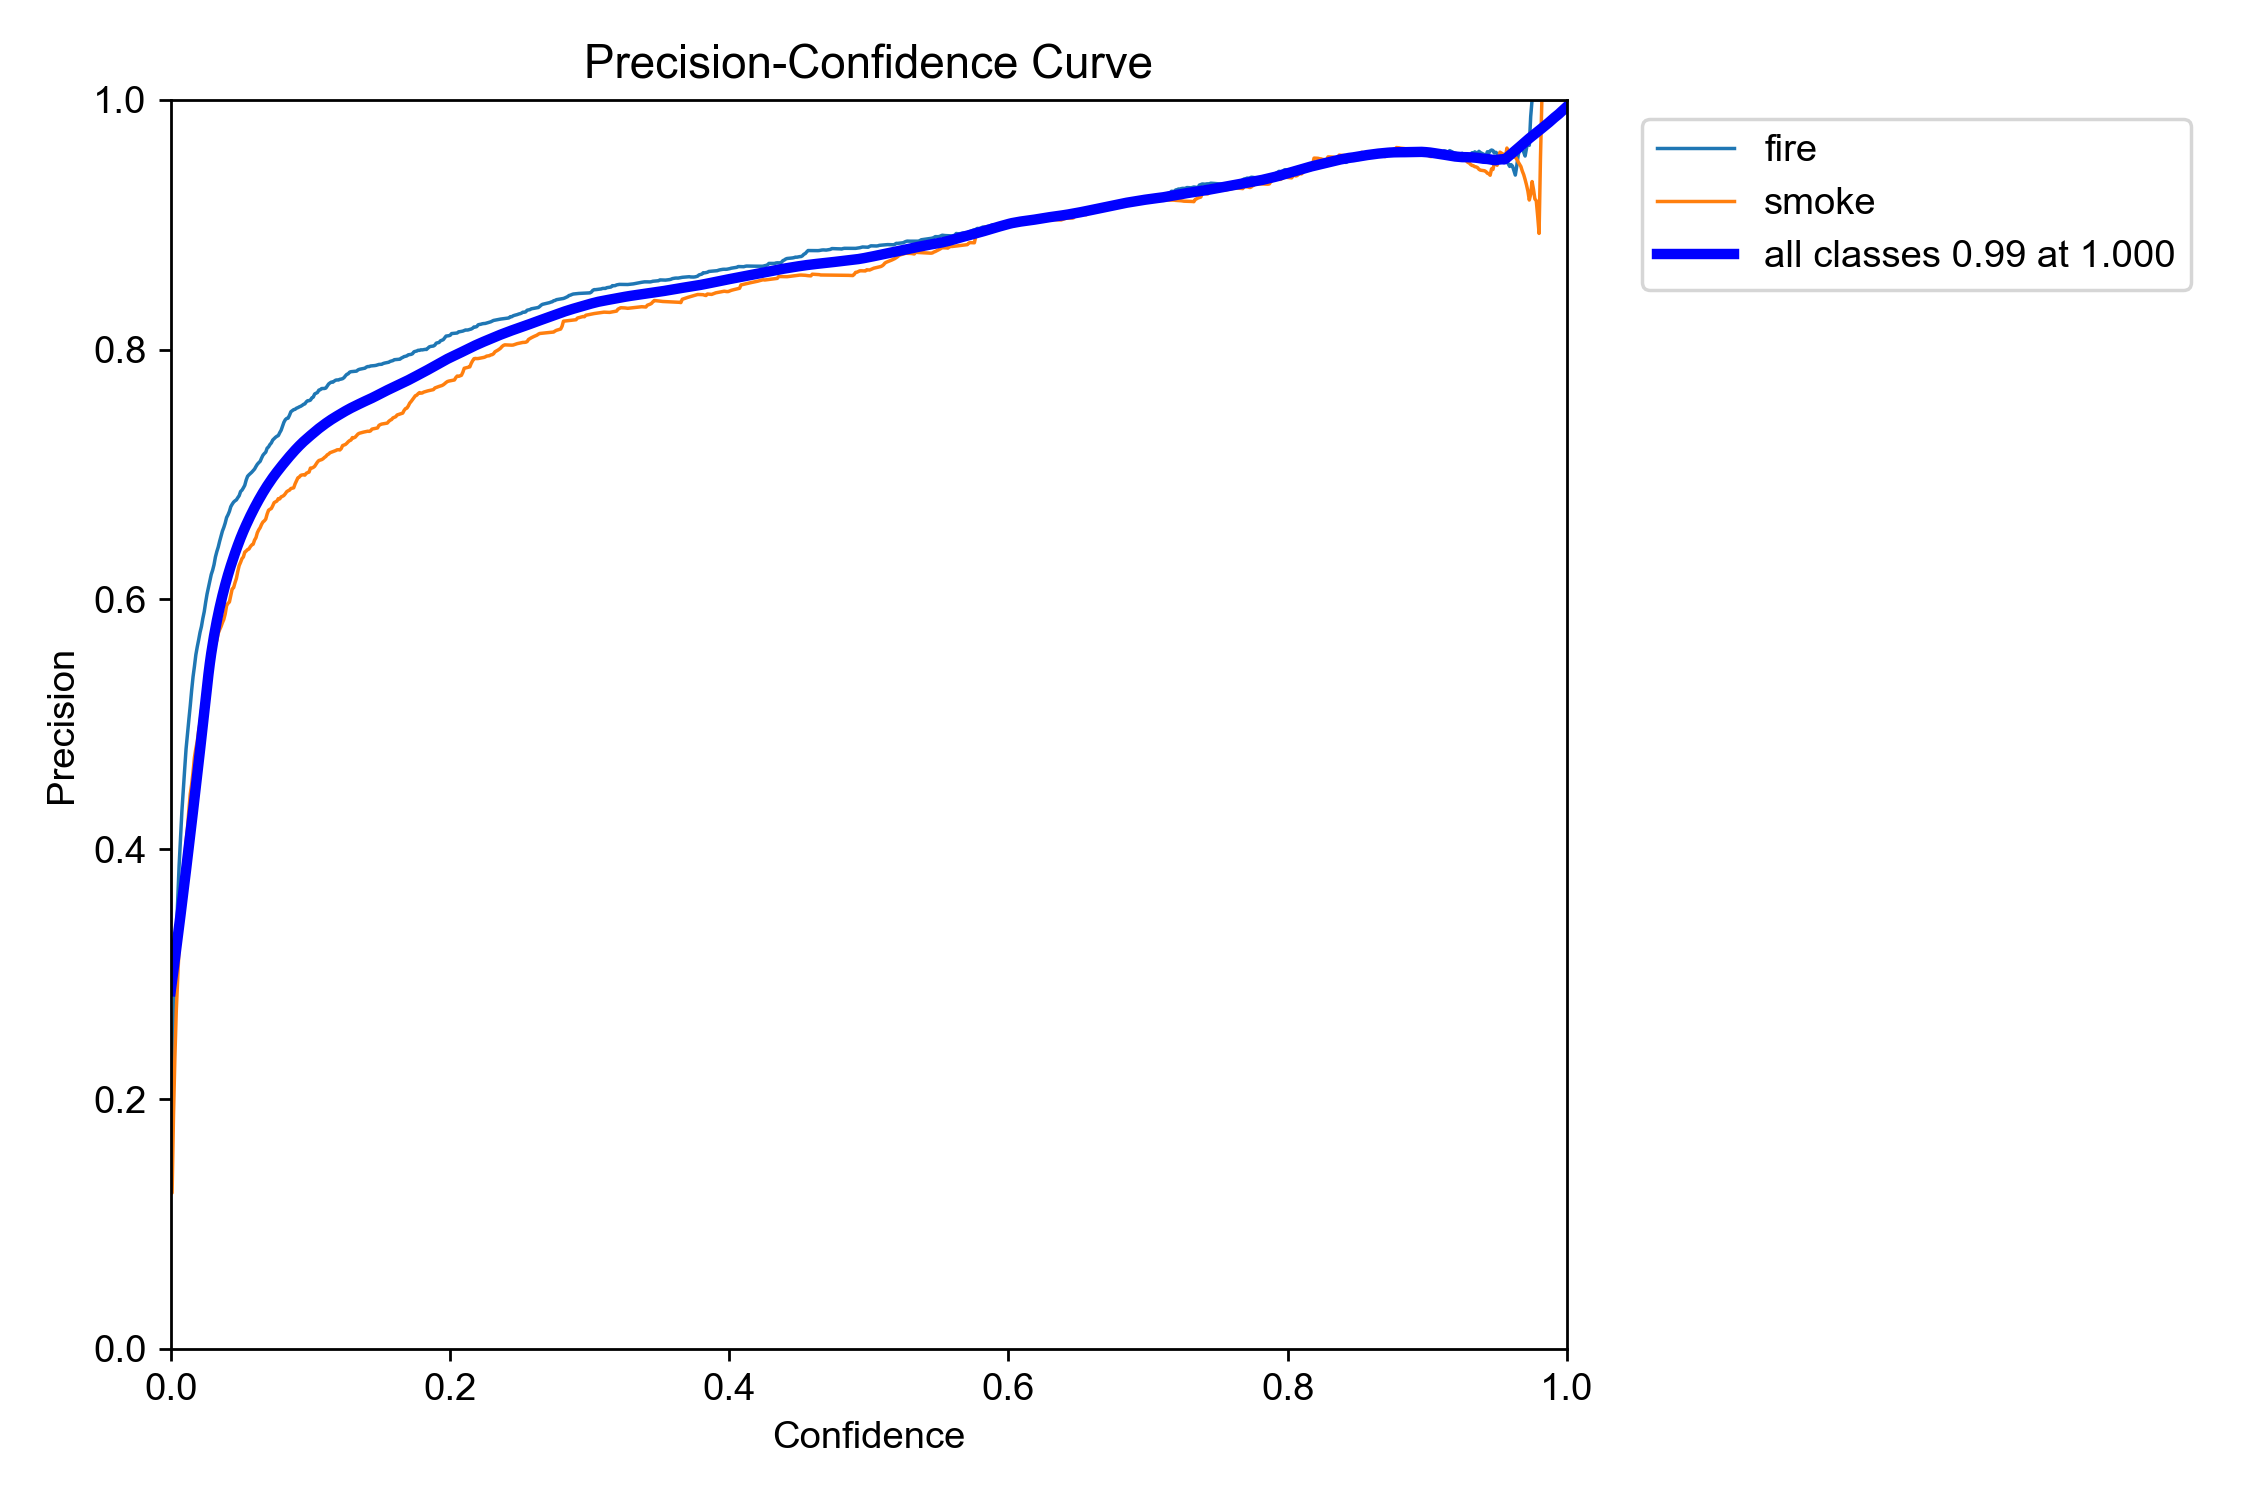 Precision-Confidence Curve
1.0
0.8
0.6
0.4
0.2
0.0
Precision
0.0 0.2 0.4 0.6 0.8 1.0
Confidence
fire
smoke
all classes 0.99 at 1.000